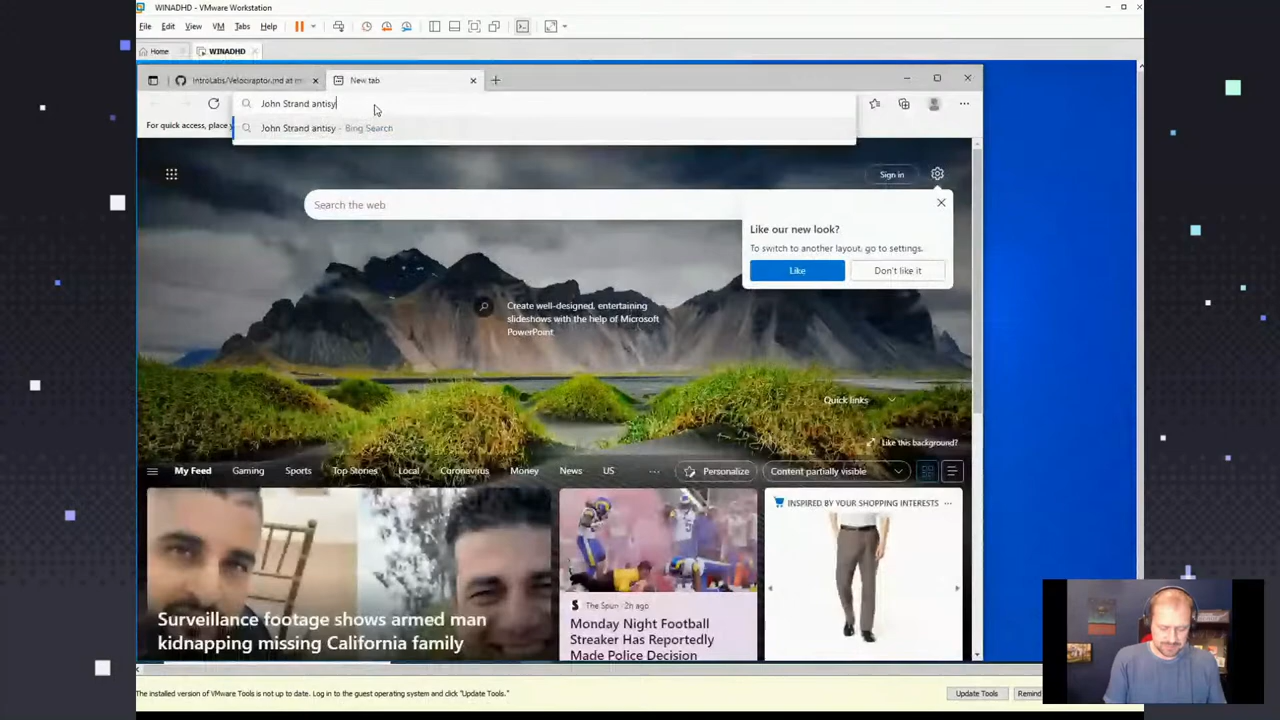 WINADHD - VMware Workstation
File Edit View VM Tabs Help
Home WINADHD
IntroLabs/Velociraptor.md at m New tab
John Strand antisy
For quick access, place y
John Strand antisy - Bing Search
Sign in
Search the web
Like our new look?
To switch to another layout, go to settings.
Like Don't like it
Create well-designed, entertaining
slideshows with the help of Microsoft
PowerPoint
Quick links
Like this background?
My Feed Gaming Sports Top Stories Local Coronavirus Money News US ... Personalize Content partially visible
INSPIRED BY YOUR SHOPPING INTERESTS ...
The Spun · 2h ago
Surveillance footage shows armed man
kidnapping missing California family
Monday Night Football
Streaker Has Reportedly
Made Police Decision
The installed version of VMware Tools is not up to date. Log in to the guest operating system and click "Update Tools."
Update Tools Remind